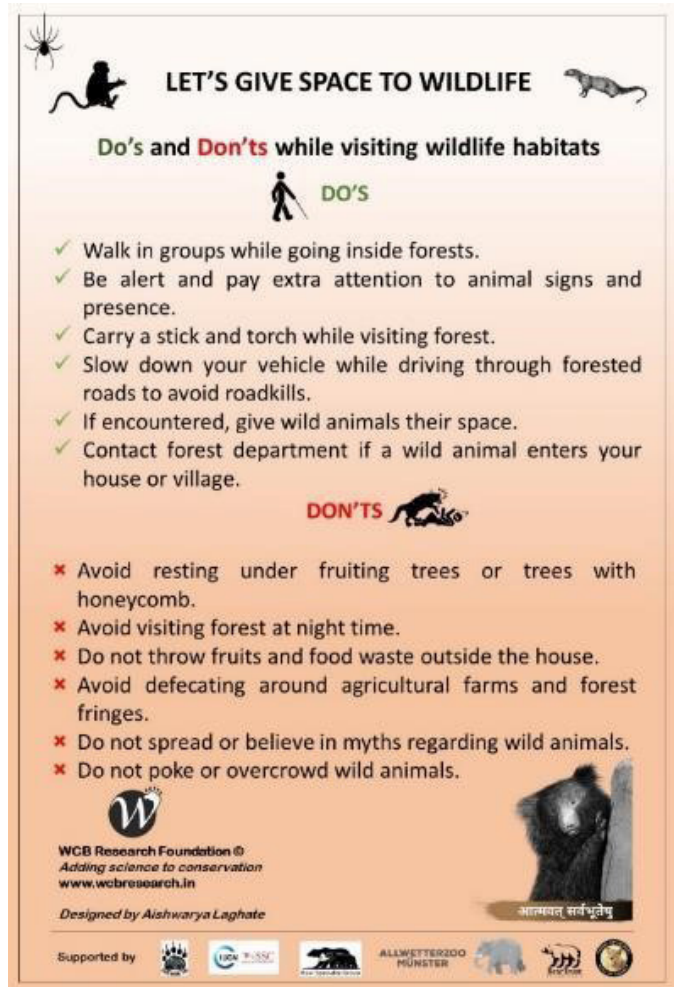 LET'S GIVE SPACE TO WILDLIFE
Do's and Don'ts while visiting wildlife habitats
DO'S
Walk in groups while going inside forests.
Be alert and pay extra attention to animal signs and
presence.
Carry a stick and torch while visiting forest.
Slow down your vehicle while driving through forested
roads to avoid roadkills.
If encountered, give wild animals their space.
Contact forest department if a wild animal enters your
house or village.
DON'TS
Avoid resting under fruiting trees or trees with
honeycomb.
Avoid visiting forest at night time.
Do not throw fruits and food waste outside the house.
Avoid defecating around agricultural farms and forest
fringes.
Do not spread or believe in myths regarding wild animals.
Do not poke or overcrowd wild animals.
W
WCB Research Foundation ©
Adding science to conservation
www.wcbresearch.in
आत्मवत् सर्वभूतेषु
Designed by Aishwarya Laghate
Supported by
ALLWETTERZOO
MÜNSTER